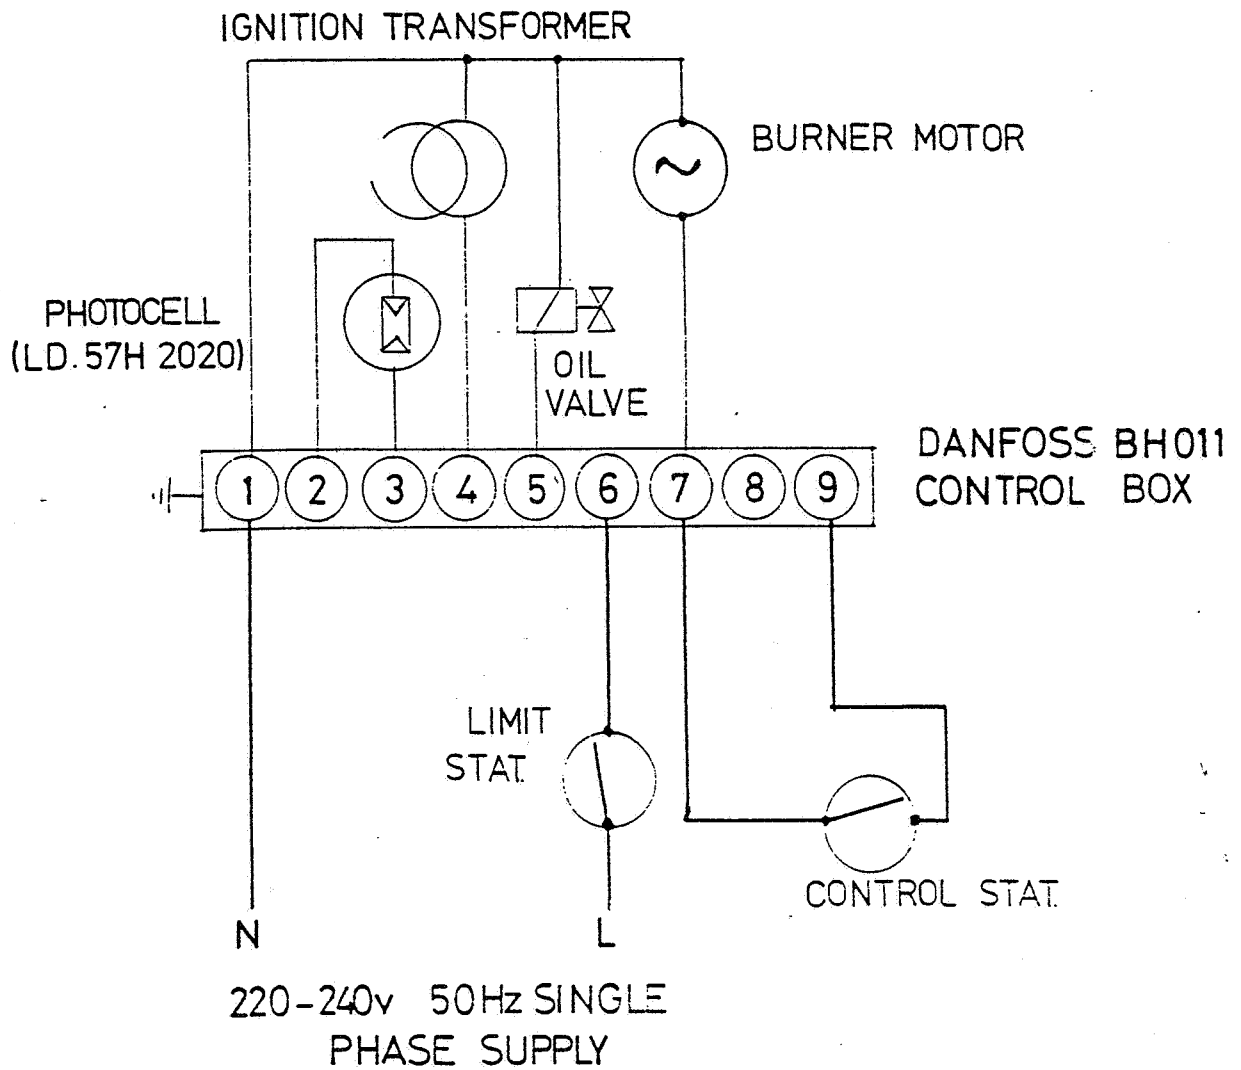 IGNITION TRANSFORMER
BURNER MOTOR
PHOTOCELL
(LD.57H 2020)
OIL
VALVE
DANFOSS BH011
CONTROL BOX
1 2 3 4 5 6 7 8 9
LIMIT
STAT.
CONTROL STAT.
N
L
220-240v 50Hz SINGLE
PHASE SUPPLY